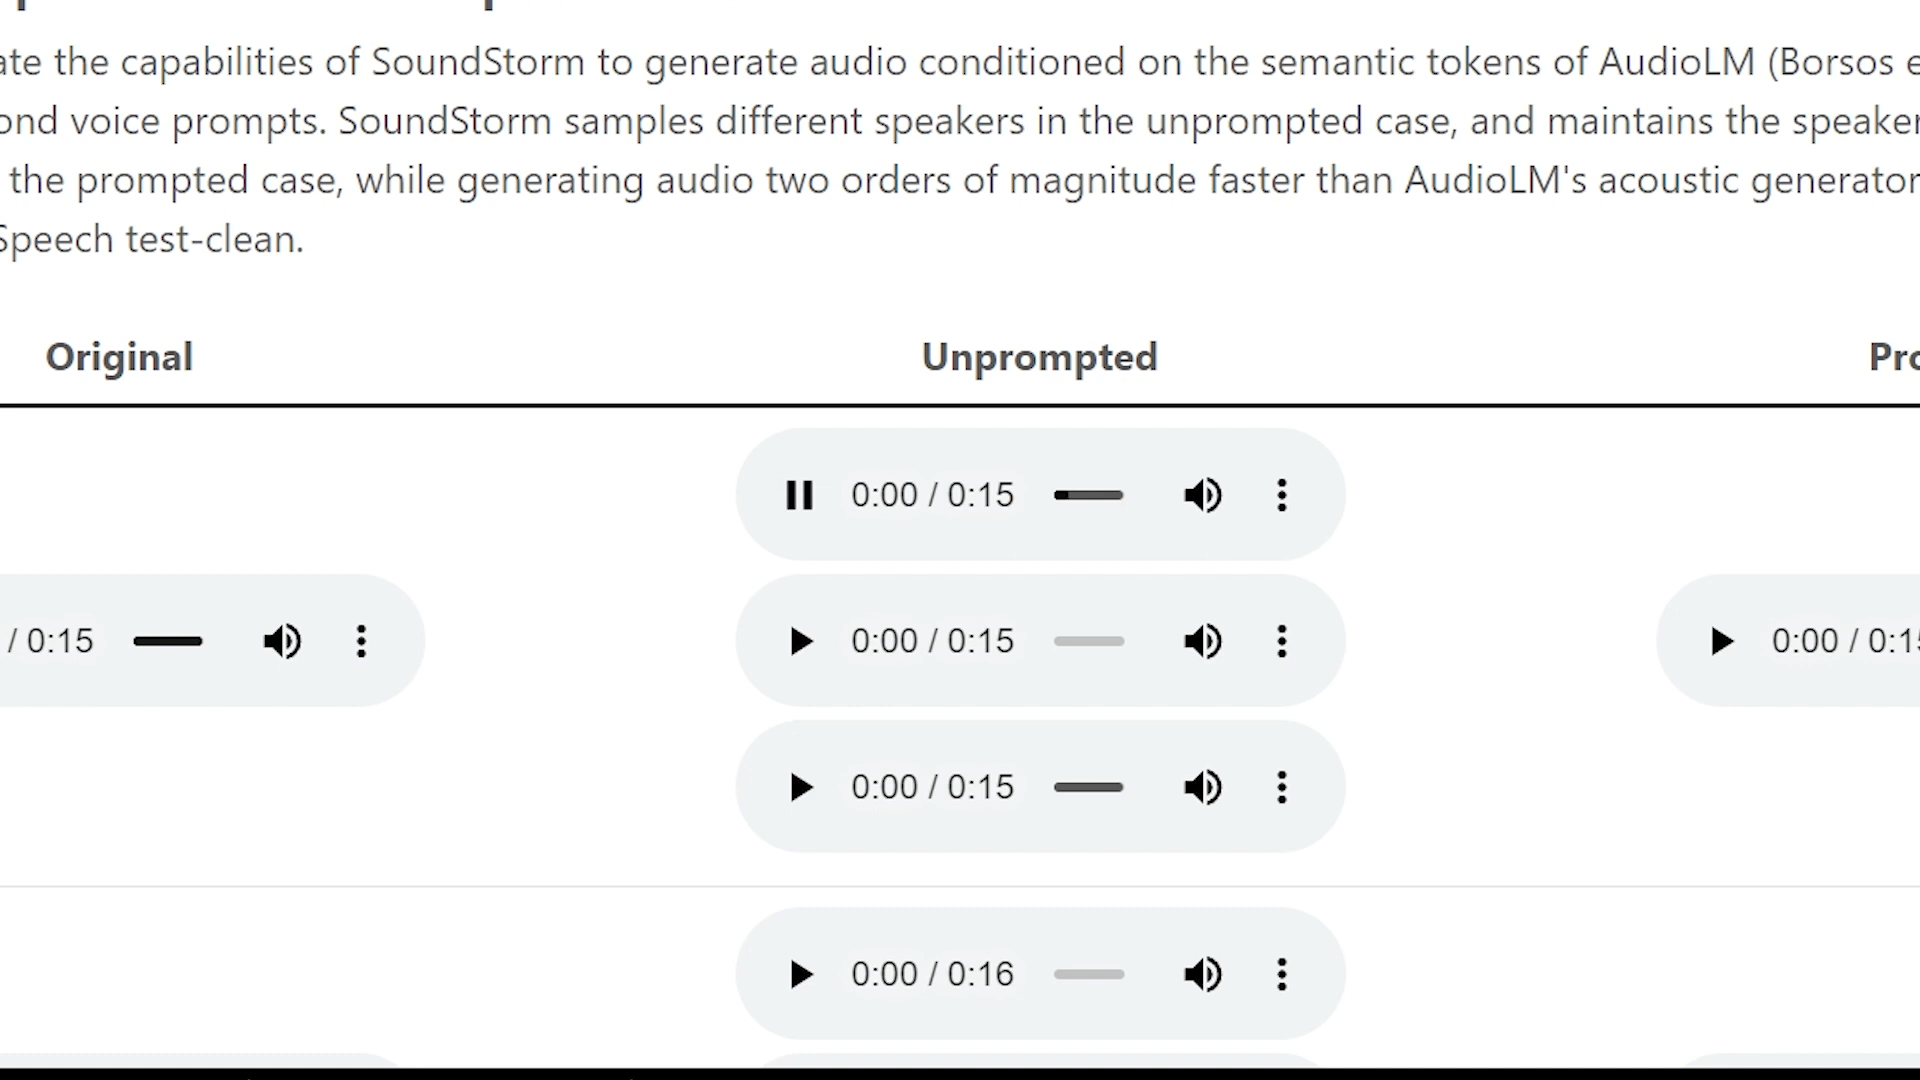 ate the capabilities of SoundStorm to generate audio conditioned on the semantic tokens of AudioLM (Borsos e
ond voice prompts. SoundStorm samples different speakers in the unprompted case, and maintains the speaker
the prompted case, while generating audio two orders of magnitude faster than AudioLM's acoustic generator
Speech test-clean.
Original Unprompted Pro
0:00 / 0:15
/ 0:15 0:00 / 0:15 0:00 / 0:15
0:00 / 0:15
0:00 / 0:16